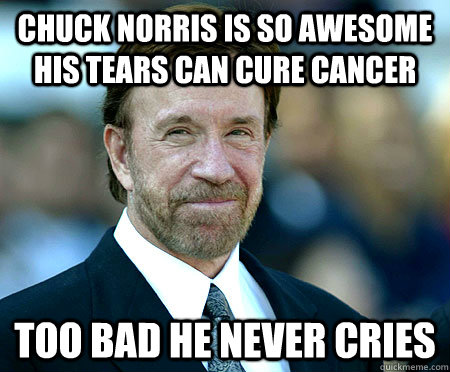 CHUCK NORRIS IS SO AWESOME
HIS TEARS CAN CURE CANCER
TOO BAD HE NEVER CRIES
quickmeme.com